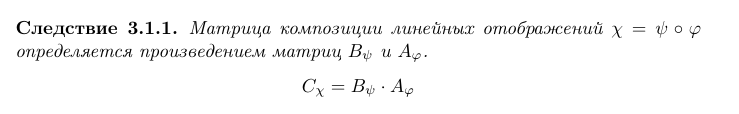 Следствие 3.1.1. Матрица композиции линейных отображений χ = ψ ∘ φ
определяется произведением матриц B_ψ и A_φ.
C_χ = B_ψ · A_φ